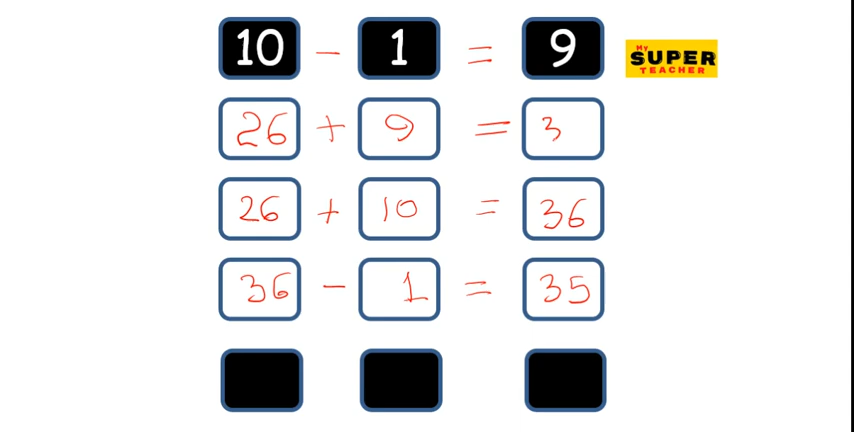 10 - 1 = 9
My
SUPER
TEACHER
26 + 9 = 3
26 + 10 = 36
36 - 1 = 35